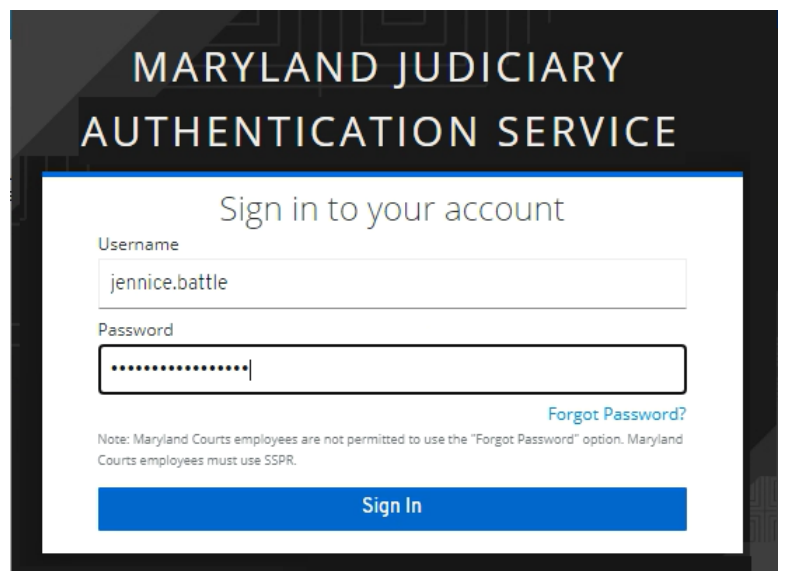 MARYLAND JUDICIARY
AUTHENTICATION SERVICE
Sign in to your account
Username
jennice.battle
Password
•••••••••••••••••
Forgot Password?
Note: Maryland Courts employees are not permitted to use the "Forgot Password" option. Maryland
Courts employees must use SSPR.
Sign In